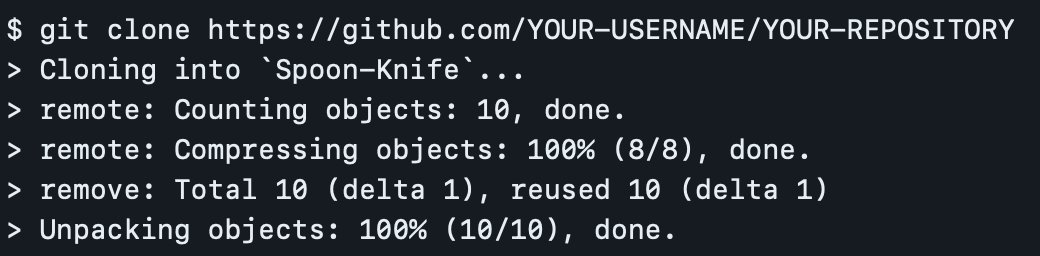 $ git clone https://github.com/YOUR-USERNAME/YOUR-REPOSITORY
> Cloning into `Spoon-Knife`...
> remote: Counting objects: 10, done.
> remote: Compressing objects: 100% (8/8), done.
> remove: Total 10 (delta 1), reused 10 (delta 1)
> Unpacking objects: 100% (10/10), done.